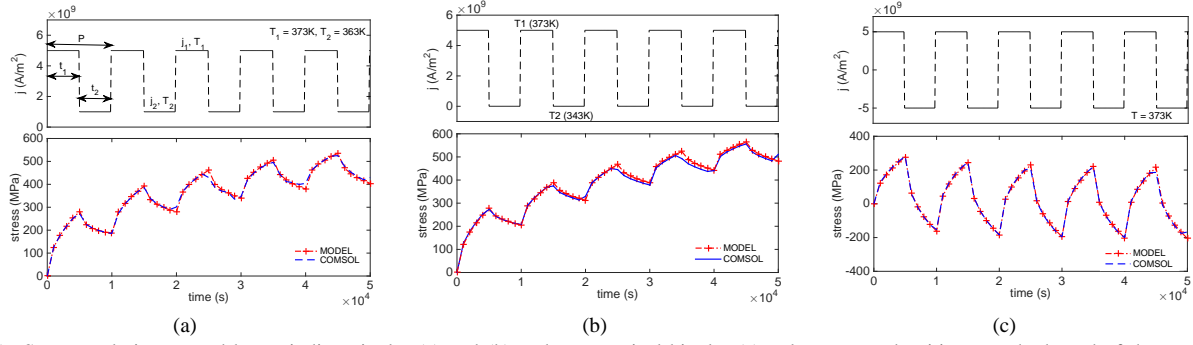 ×10⁹
6
4
2
0
j (A/m²)
T₁ = 373K, T₂ = 363K
P
t₁
t₂
j₁, T₁
j₂, T₂
600
500
400
300
200
100
0
stress (MPa)
MODEL
COMSOL
0 1 2 3 4 5
time (s)
×10⁴
(a)
×10⁹
6
4
2
0
j (A/m²)
T1 (373K)
T2 (343K)
600
500
400
300
200
100
0
stress (MPa)
MODEL
COMSOL
0 1 2 3 4 5
time (s)
×10⁴
(b)
×10⁹
5
0
-5
j (A/m²)
T = 373K
400
200
0
-200
-400
stress (MPa)
MODEL
COMSOL
0 1 2 3 4 5
time (s)
×10⁴
(c)